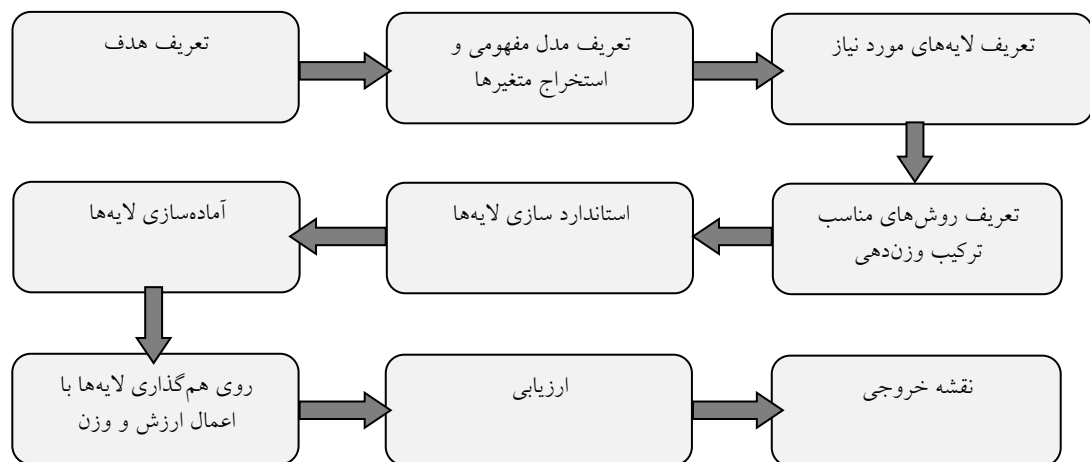 تعریف هدف
تعریف مدل مفهومی و
استخراج متغیرها
تعریف لایه‌های مورد نیاز
تعریف روش‌های مناسب
ترکیب وزن‌دهی
استاندارد سازی لایه‌ها
آماده‌سازی لایه‌ها
روی هم‌گذاری لایه‌ها با
اعمال ارزش و وزن
ارزیابی
نقشه خروجی